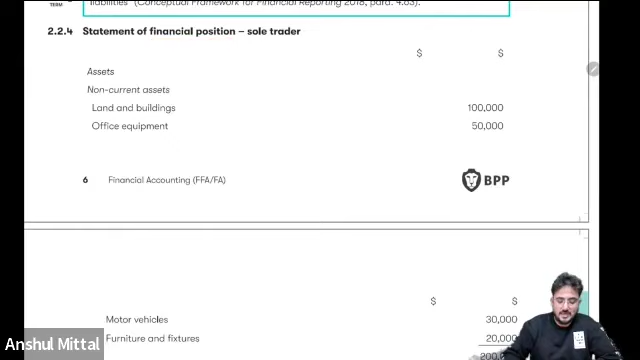 TERM
liabilities' (Conceptual Framework for Financial Reporting 2018, para. 4.63).
2.2.4 Statement of financial position – sole trader
$ $
Assets
Non-current assets
Land and buildings 100,000
Office equipment 50,000
6 Financial Accounting (FFA/FA) BPP
$ $
Motor vehicles 30,000
Furniture and fixtures 20,000
200,
Anshul Mittal